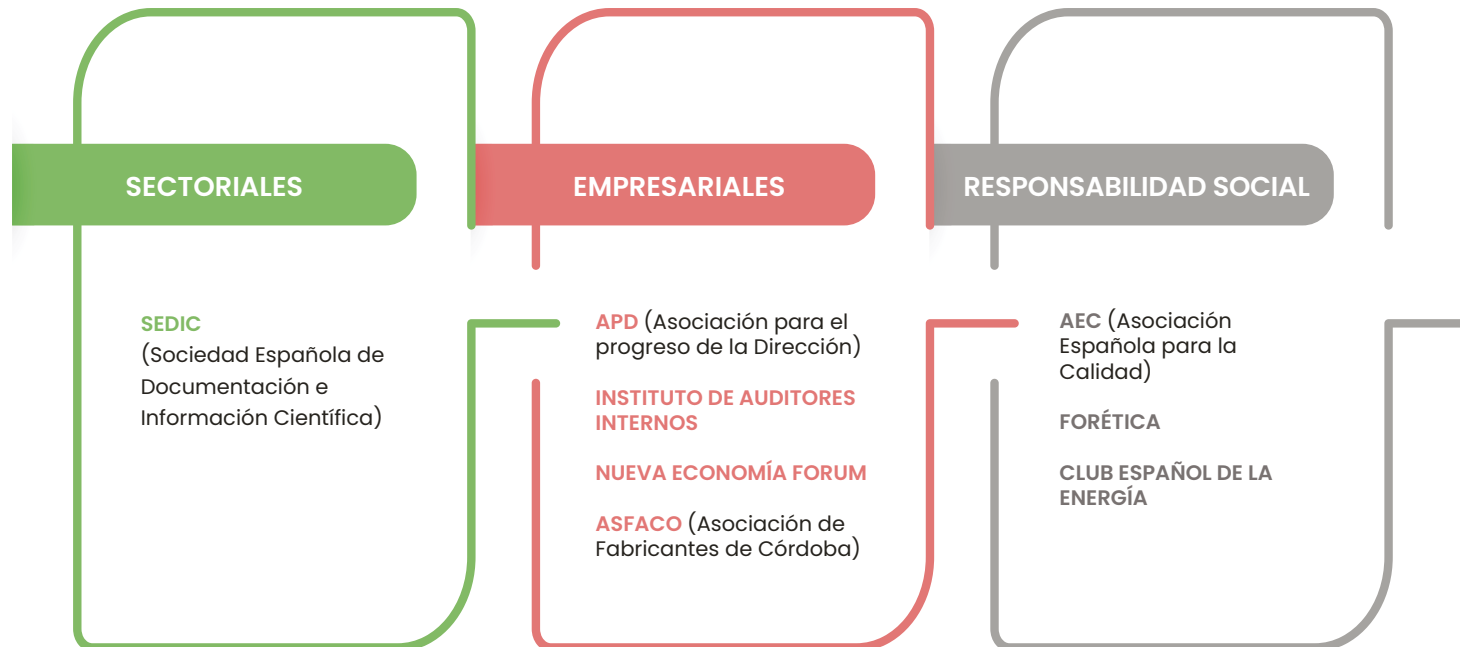 SECTORIALES
SEDIC
(Sociedad Española de
Documentación e
Información Científica)
EMPRESARIALES
APD (Asociación para el
progreso de la Dirección)
INSTITUTO DE AUDITORES
INTERNOS
NUEVA ECONOMÍA FORUM
ASFACO (Asociación de
Fabricantes de Córdoba)
RESPONSABILIDAD SOCIAL
AEC (Asociación
Española para la
Calidad)
FORÉTICA
CLUB ESPAÑOL DE LA
ENERGÍA